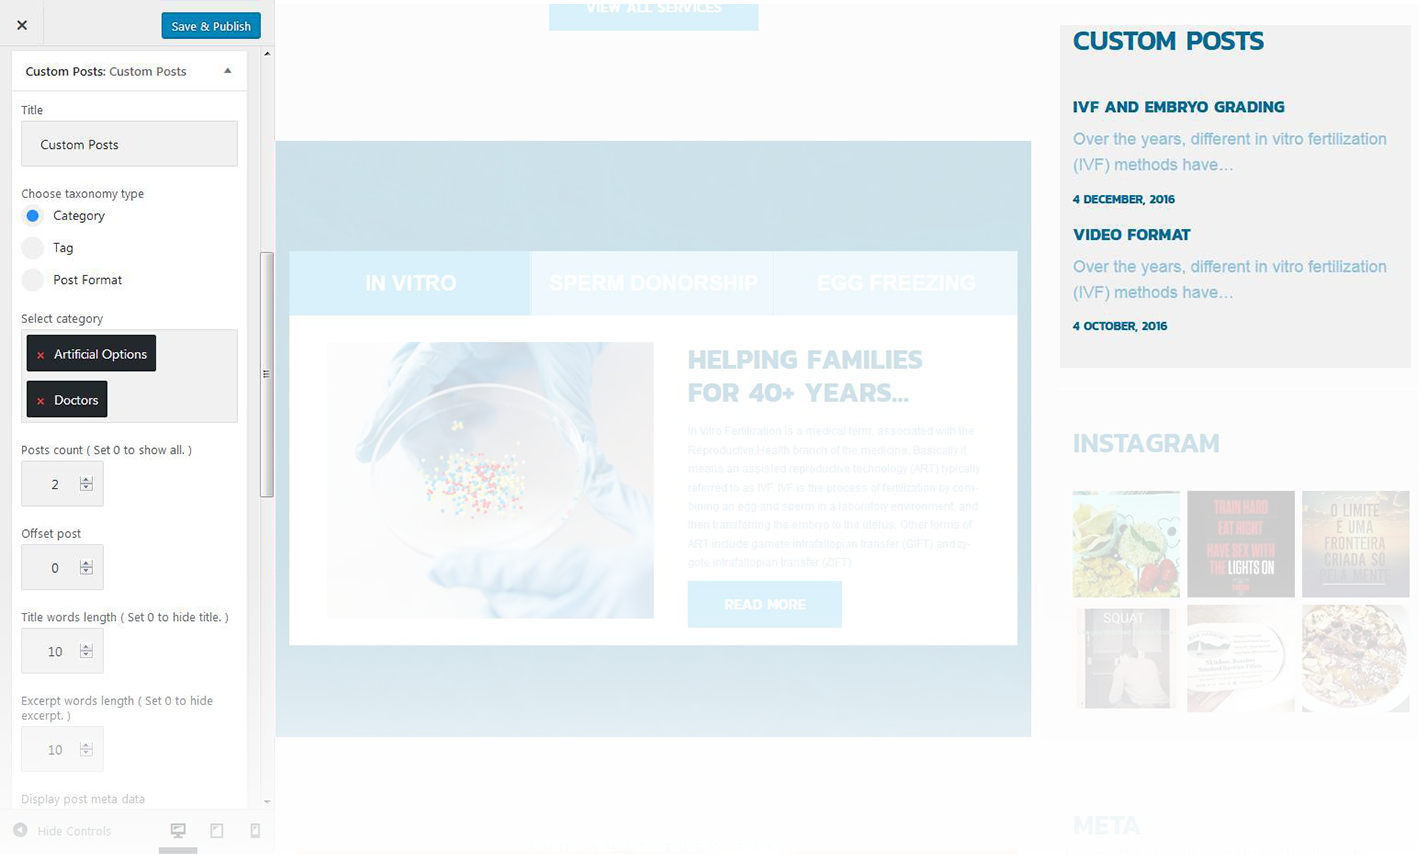 Save & Publish
Custom Posts: Custom Posts
Title
Custom Posts
Choose taxonomy type
Category
Tag
Post Format
Select category
× Artificial Options
× Doctors
Posts count ( Set 0 to show all. )
2
Offset post
0
Title words length ( Set 0 to hide title. )
10
Excerpt words length ( Set 0 to hide
excerpt. )
10
Display post meta data
Hide Controls
VIEW ALL SERVICES
IN VITRO
SPERM DONORSHIP
EGG FREEZING
HELPING FAMILIES
FOR 40+ YEARS...
In Vitro Fertilization is a medical term, associated with the
Reproductive Health branch of the medicine. Basically it
means an assisted reproductive technology (ART) typically
referred to as IVF. IVF is the process of fertilization by com-
bining an egg and sperm in a laboratory environment, and
then transferring the embryo to the uterus. Other forms of
ART include gamete intrafallopian transfer (GIFT) and zy-
gote intrafallopian transfer (ZIFT).
READ MORE
CUSTOM POSTS
IVF AND EMBRYO GRADING
Over the years, different in vitro fertilization
(IVF) methods have…
4 DECEMBER, 2016
VIDEO FORMAT
Over the years, different in vitro fertilization
(IVF) methods have…
4 OCTOBER, 2016
INSTAGRAM
TRAIN HARD
EAT RIGHT
HAVE SEX WITH
THE LIGHTS ON
O LIMITE
É UMA
FRONTEIRA
CRIADA SÓ
PELA MENTE
SQUAT
META